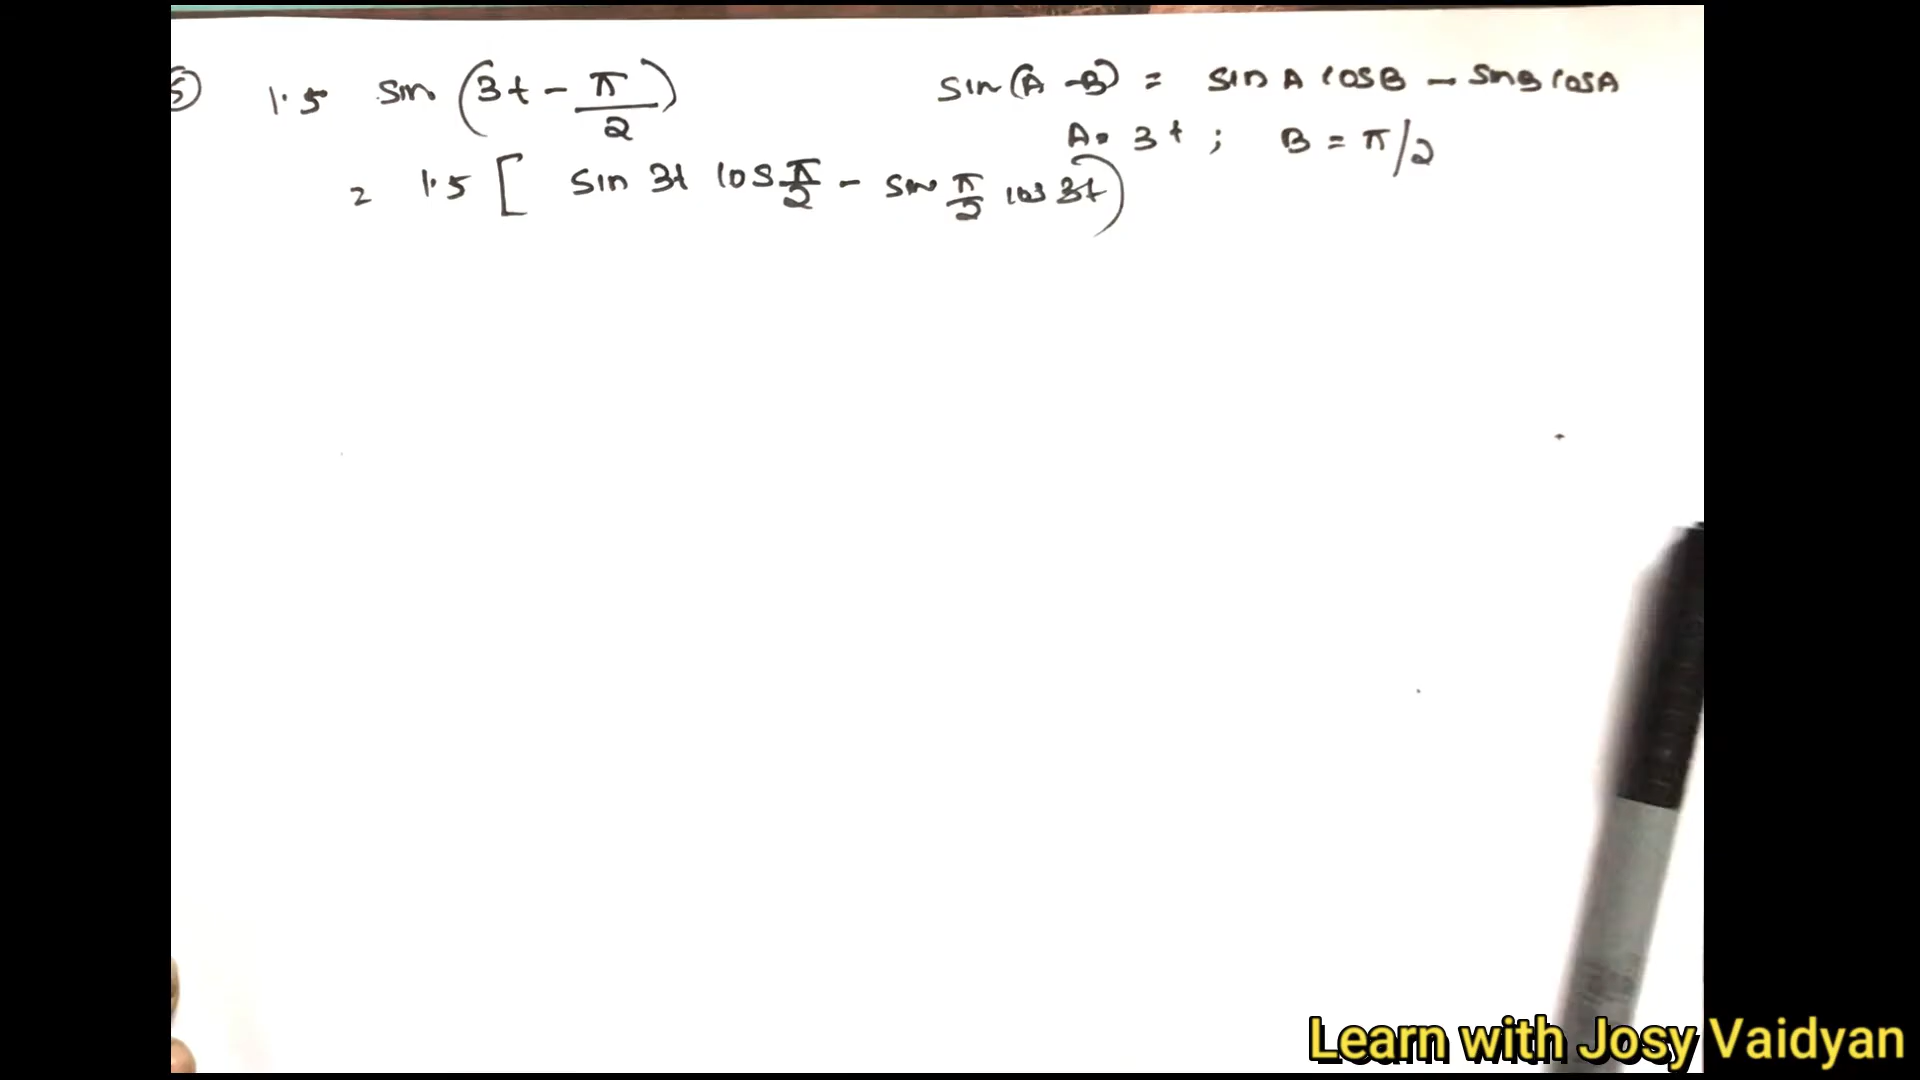 5 1.5 sin (3t - π/2) sin(A - B) = sin A cos B - sin B cos A
A = 3t ; B = π/2
= 1.5 [ sin 3t cos π/2 - sin π/2 cos 3t )
Learn with Josy Vaidyan